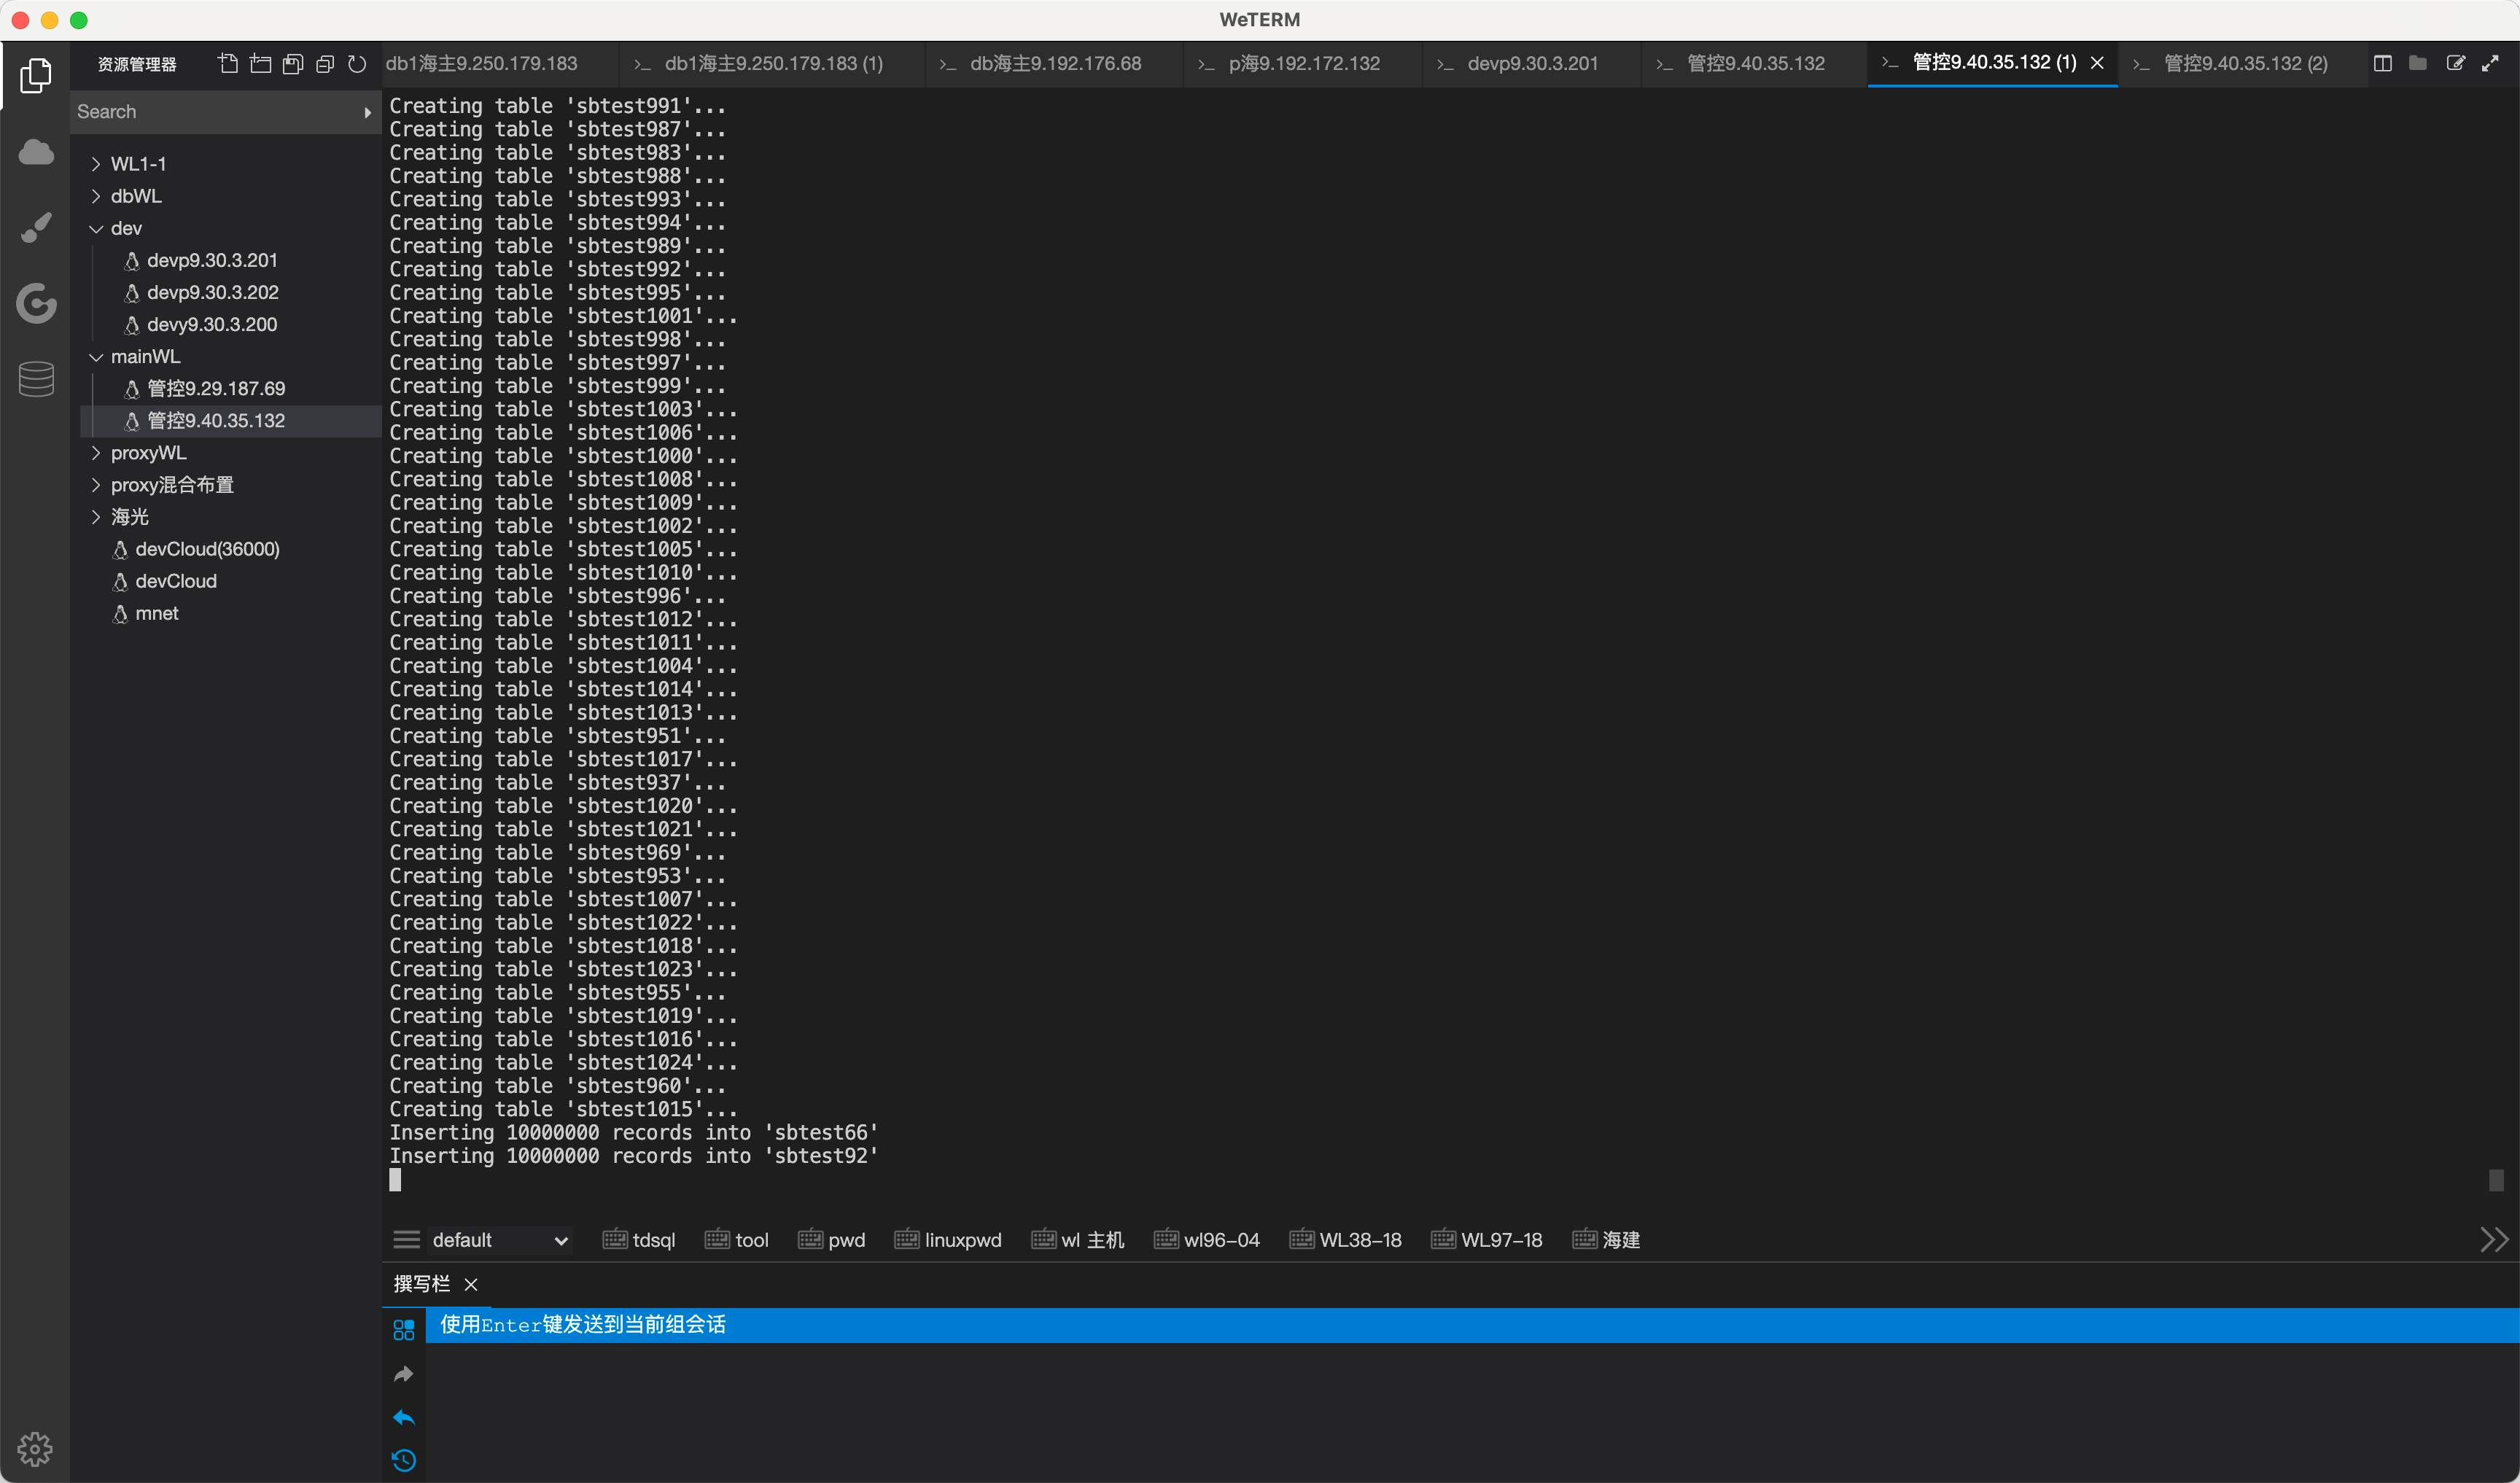 WeTERM
资源管理器
db1海主9.250.179.183
db1海主9.250.179.183 (1)
db海主9.192.176.68
p海9.192.172.132
devp9.30.3.201
管控9.40.35.132
管控9.40.35.132 (1)
管控9.40.35.132 (2)
Search
WL1-1
dbWL
dev
devp9.30.3.201
devp9.30.3.202
devy9.30.3.200
mainWL
管控9.29.187.69
管控9.40.35.132
proxyWL
proxy混合布置
海光
devCloud(36000)
devCloud
mnet
Creating table 'sbtest991'...
Creating table 'sbtest987'...
Creating table 'sbtest983'...
Creating table 'sbtest988'...
Creating table 'sbtest993'...
Creating table 'sbtest994'...
Creating table 'sbtest989'...
Creating table 'sbtest992'...
Creating table 'sbtest995'...
Creating table 'sbtest1001'...
Creating table 'sbtest998'...
Creating table 'sbtest997'...
Creating table 'sbtest999'...
Creating table 'sbtest1003'...
Creating table 'sbtest1006'...
Creating table 'sbtest1000'...
Creating table 'sbtest1008'...
Creating table 'sbtest1009'...
Creating table 'sbtest1002'...
Creating table 'sbtest1005'...
Creating table 'sbtest1010'...
Creating table 'sbtest996'...
Creating table 'sbtest1012'...
Creating table 'sbtest1011'...
Creating table 'sbtest1004'...
Creating table 'sbtest1014'...
Creating table 'sbtest1013'...
Creating table 'sbtest951'...
Creating table 'sbtest1017'...
Creating table 'sbtest937'...
Creating table 'sbtest1020'...
Creating table 'sbtest1021'...
Creating table 'sbtest969'...
Creating table 'sbtest953'...
Creating table 'sbtest1007'...
Creating table 'sbtest1022'...
Creating table 'sbtest1018'...
Creating table 'sbtest1023'...
Creating table 'sbtest955'...
Creating table 'sbtest1019'...
Creating table 'sbtest1016'...
Creating table 'sbtest1024'...
Creating table 'sbtest960'...
Creating table 'sbtest1015'...
Inserting 10000000 records into 'sbtest66'
Inserting 10000000 records into 'sbtest92'
default
tdsql
tool
pwd
linuxpwd
wl 主机
wl96-04
WL38-18
WL97-18
海建
撰写栏
使用Enter键发送到当前组会话